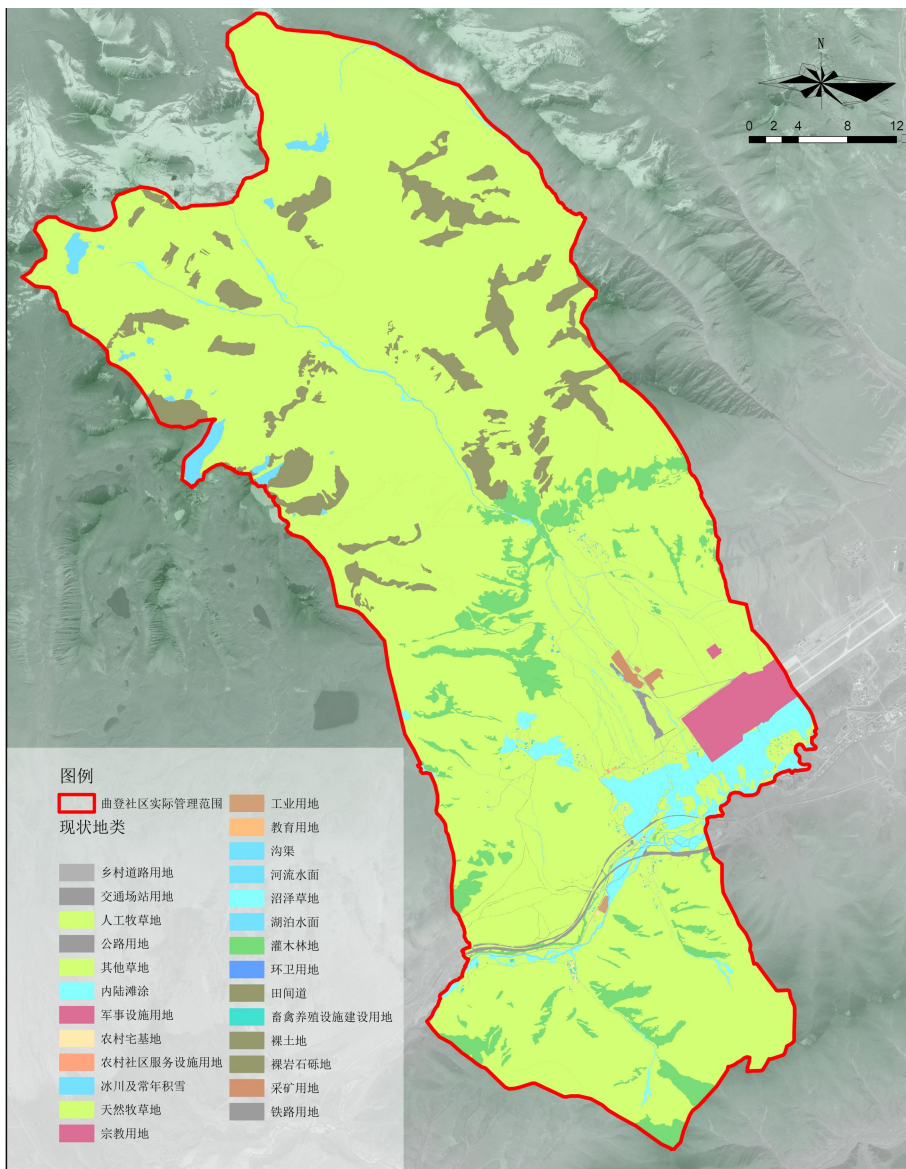 N
0 2 4 8 12
图例
曲登社区实际管理范围
现状地类
乡村道路用地
交通场站用地
人工牧草地
公路用地
其他草地
内陆滩涂
军事设施用地
农村宅基地
农村社区服务设施用地
冰川及常年积雪
天然牧草地
宗教用地
工业用地
教育用地
沟渠
河流水面
沼泽草地
湖泊水面
灌木林地
环卫用地
田间道
畜禽养殖设施建设用地
裸土地
裸岩石砾地
采矿用地
铁路用地